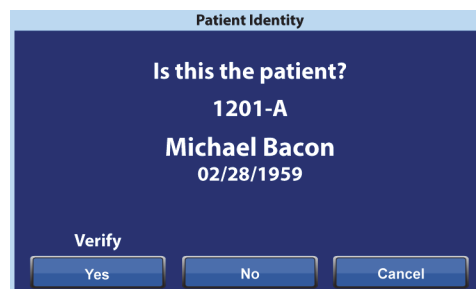 Patient Identity
Is this the patient?
1201-A
Michael Bacon
02/28/1959
Verify
Yes
No
Cancel